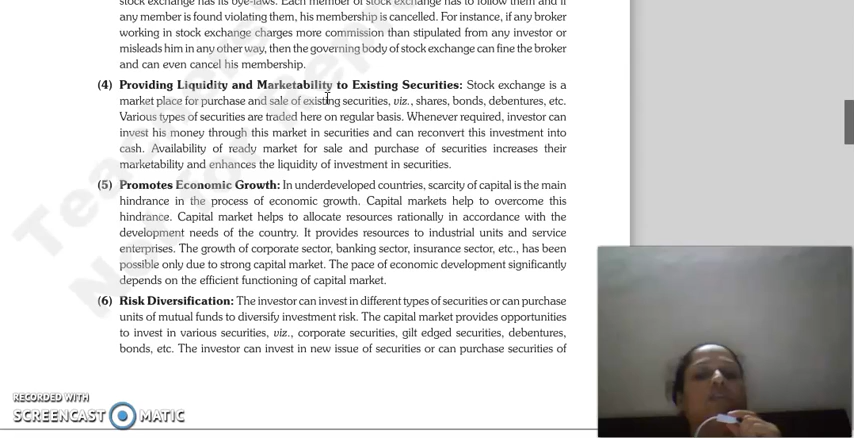 stock exchange has its bye-laws. Each member of stock exchange has to follow them and if
any member is found violating them, his membership is cancelled. For instance, if any broker
working in stock exchange charges more commission than stipulated from any investor or
misleads him in any other way, then the governing body of stock exchange can fine the broker
and can even cancel his membership.
(4) Providing Liquidity and Marketability to Existing Securities: Stock exchange is a
market place for purchase and sale of existing securities, viz., shares, bonds, debentures, etc.
Various types of securities are traded here on regular basis. Whenever required, investor can
invest his money through this market in securities and can reconvert this investment into
cash. Availability of ready market for sale and purchase of securities increases their
marketability and enhances the liquidity of investment in securities.
(5) Promotes Economic Growth: In underdeveloped countries, scarcity of capital is the main
hindrance in the process of economic growth. Capital markets help to overcome this
hindrance. Capital market helps to allocate resources rationally in accordance with the
development needs of the country. It provides resources to industrial units and service
enterprises. The growth of corporate sector, banking sector, insurance sector, etc., has been
possible only due to strong capital market. The pace of economic development significantly
depends on the efficient functioning of capital market.
(6) Risk Diversification: The investor can invest in different types of securities or can purchase
units of mutual funds to diversify investment risk. The capital market provides opportunities
to invest in various securities, viz., corporate securities, gilt edged securities, debentures,
bonds, etc. The investor can invest in new issue of securities or can purchase securities of
RECORDED WITH
SCREENCAST MATIC